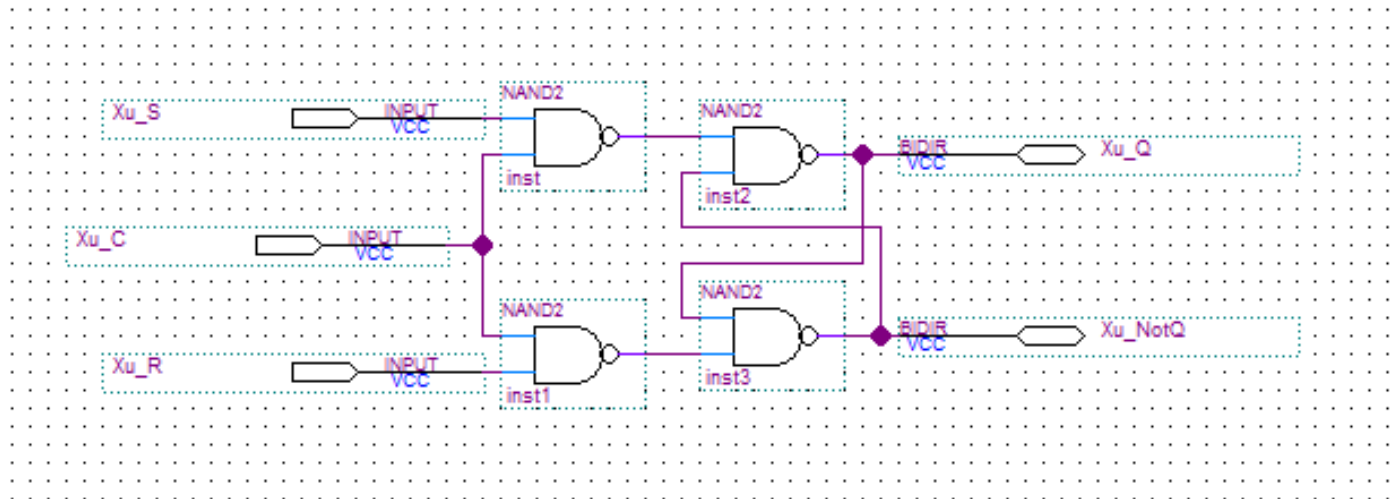 NAND2
Xu_S
INPUT
VCC
inst
NAND2
inst2
BIDIR
VCC
Xu_Q
Xu_C
INPUT
VCC
NAND2
Xu_R
INPUT
VCC
inst1
NAND2
inst3
BIDIR
VCC
Xu_NotQ